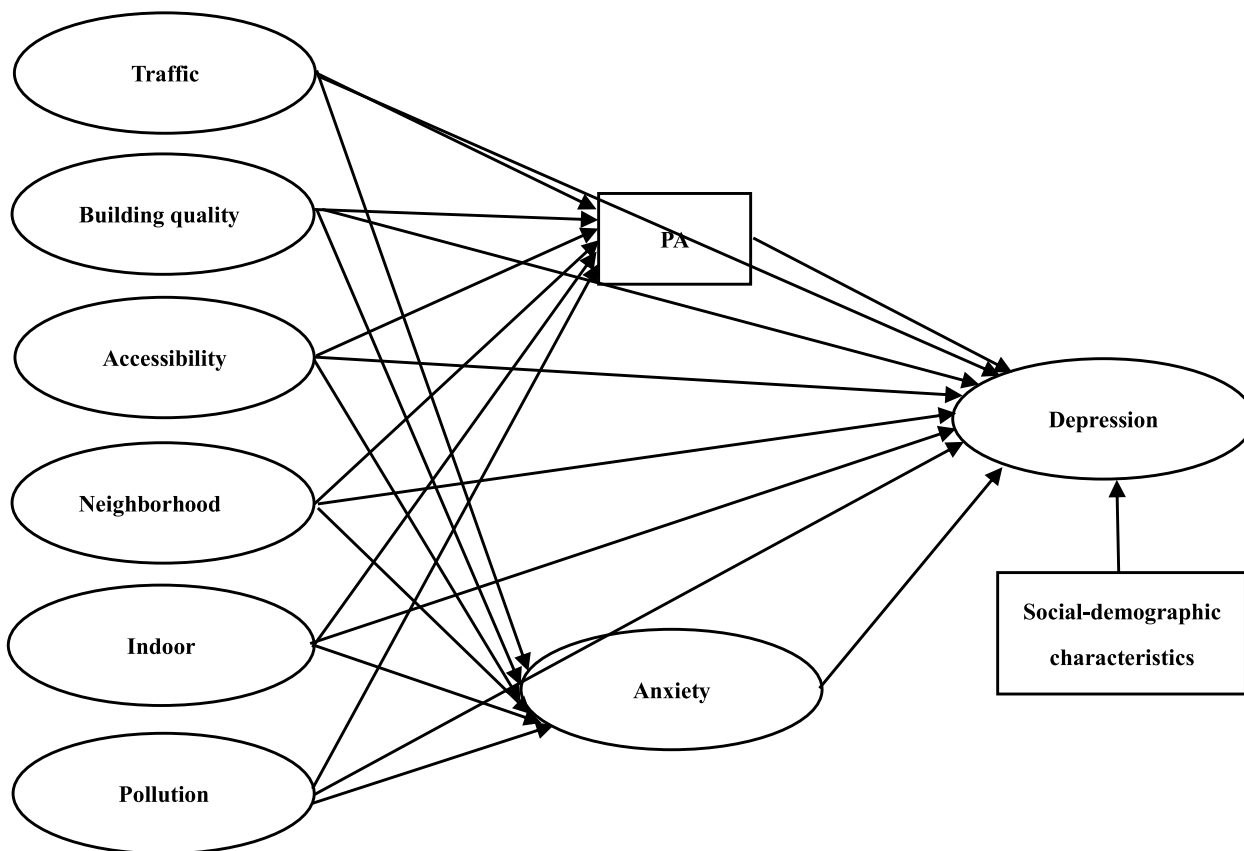 Traffic
Building quality
PA
Accessibility
Depression
Neighborhood
Indoor
Anxiety
Social-demographic
characteristics
Pollution